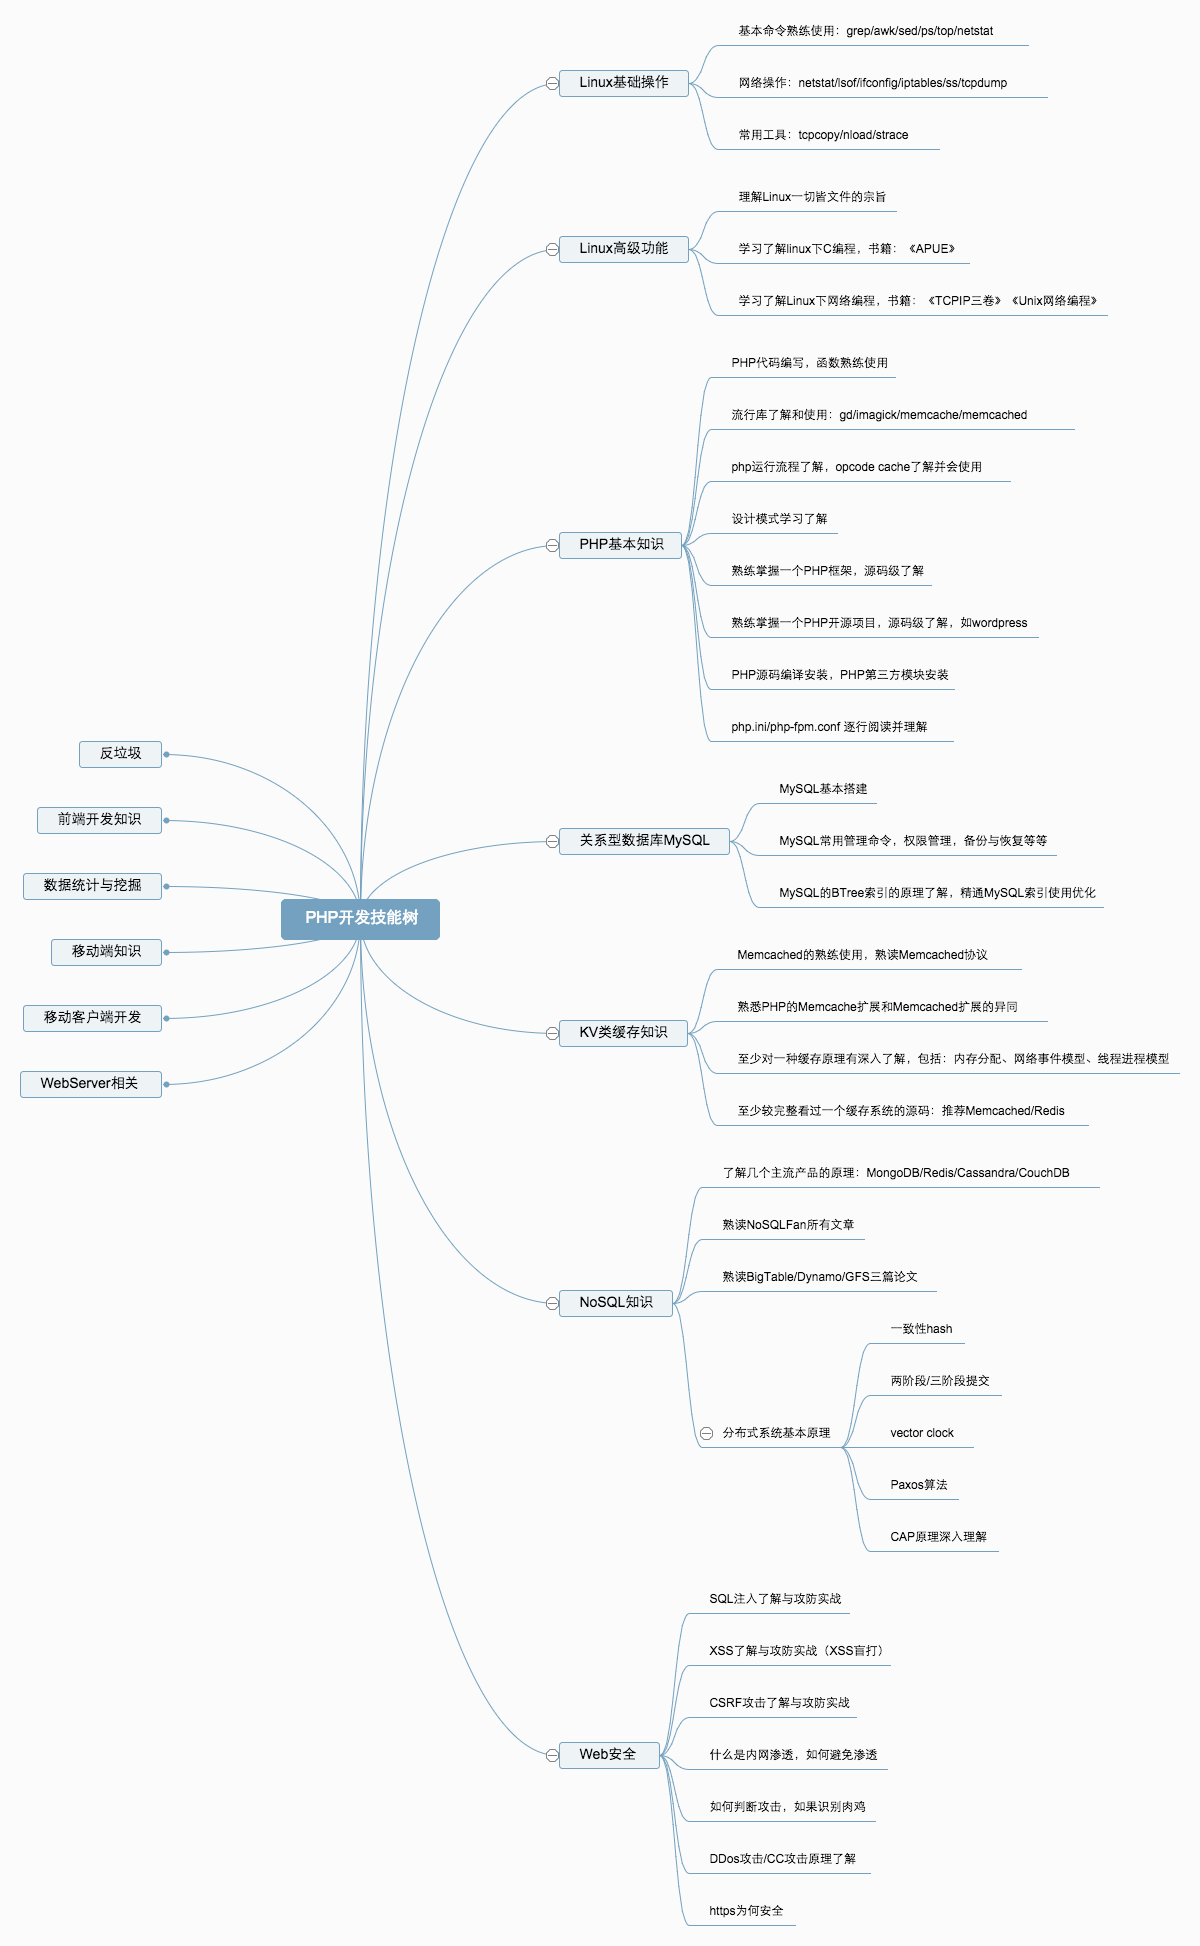 PHP开发技能树
Linux基础操作
基本命令熟练使用：grep/awk/sed/ps/top/netstat
网络操作：netstat/lsof/ifconfig/iptables/ss/tcpdump
常用工具：tcpcopy/nload/strace
Linux高级功能
理解Linux一切皆文件的宗旨
学习了解linux下C编程，书籍：《APUE》
学习了解Linux下网络编程，书籍：《TCPIP三卷》《Unix网络编程》
PHP基本知识
PHP代码编写，函数熟练使用
流行库了解和使用：gd/imagick/memcache/memcached
php运行流程了解，opcode cache了解并会使用
设计模式学习了解
熟练掌握一个PHP框架，源码级了解
熟练掌握一个PHP开源项目，源码级了解，如wordpress
PHP源码编译安装，PHP第三方模块安装
php.ini/php-fpm.conf 逐行阅读并理解
关系型数据库MySQL
MySQL基本搭建
MySQL常用管理命令，权限管理，备份与恢复等等
MySQL的BTree索引的原理了解，精通MySQL索引使用优化
KV类缓存知识
Memcached的熟练使用，熟读Memcached协议
熟悉PHP的Memcache扩展和Memcached扩展的异同
至少对一种缓存原理有深入了解，包括：内存分配、网络事件模型、线程进程模型
至少较完整看过一个缓存系统的源码：推荐Memcached/Redis
NoSQL知识
了解几个主流产品的原理：MongoDB/Redis/Cassandra/CouchDB
熟读NoSQLFan所有文章
熟读BigTable/Dynamo/GFS三篇论文
分布式系统基本原理
一致性hash
两阶段/三阶段提交
vector clock
Paxos算法
CAP原理深入理解
Web安全
SQL注入了解与攻防实战
XSS了解与攻防实战（XSS盲打）
CSRF攻击了解与攻防实战
什么是内网渗透，如何避免渗透
如何判断攻击，如果识别肉鸡
DDos攻击/CC攻击原理了解
https为何安全
反垃圾
前端开发知识
数据统计与挖掘
移动端知识
移动客户端开发
WebServer相关